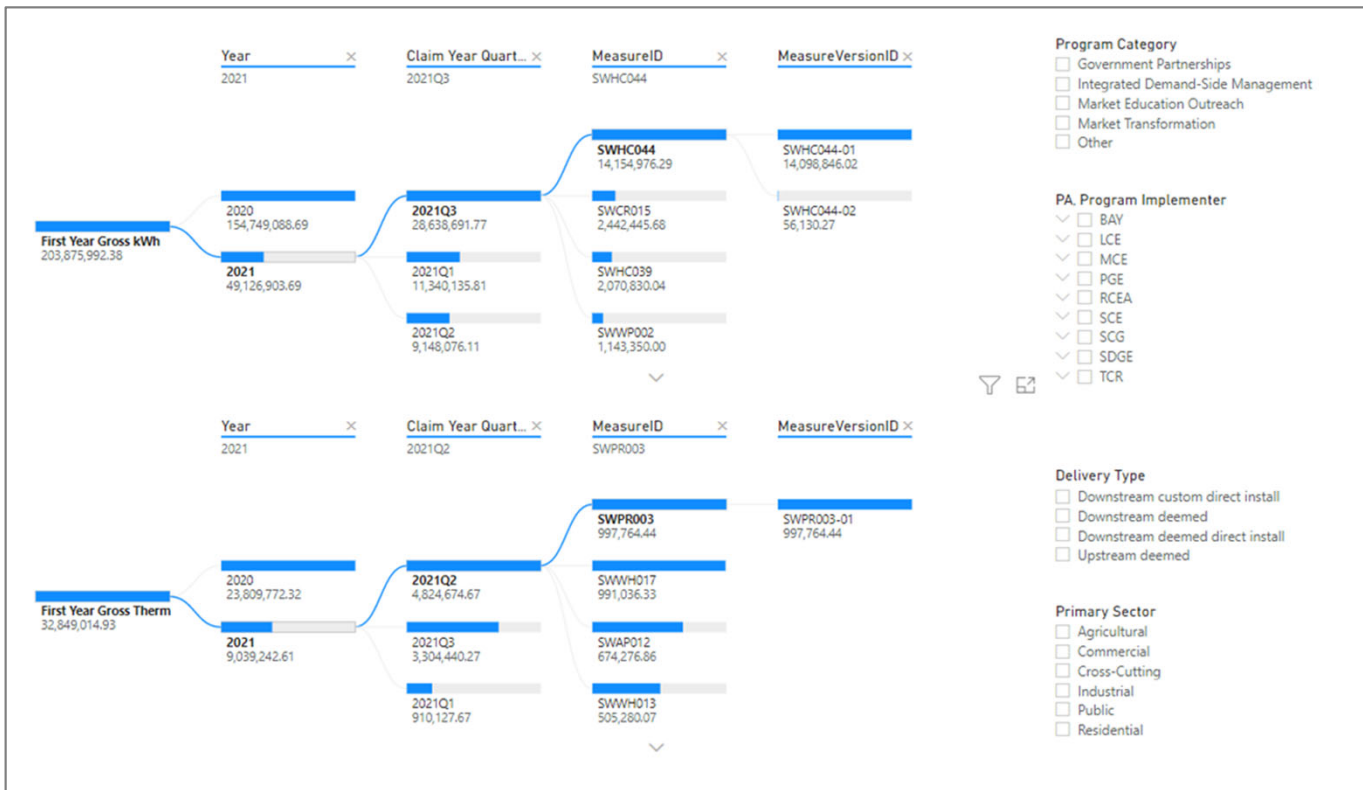 Year
Claim Year Quart...
MeasureID
MeasureVersionID
2021
2021Q3
SWHC044
SWHC044
14,154,976.29
SWHC044-01
14,098,846.02
2020
154,749,088.69
2021Q3
28,638,691.77
SWCR015
2,442,445.68
SWHC044-02
56,130.27
First Year Gross kWh
203,875,992.38
2021
49,126,903.69
2021Q1
11,340,135.81
SWHC039
2,070,830.04
2021Q2
9,148,076.11
SWWP002
1,143,350.00
Year
Claim Year Quart...
MeasureID
MeasureVersionID
2021
2021Q2
SWPR003
SWPR003
997,764.44
SWPR003-01
997,764.44
2020
23,809,772.32
2021Q2
4,824,674.67
SWWH017
991,036.33
First Year Gross Therm
32,849,014.93
2021
9,039,242.61
2021Q3
3,304,440.27
SWAP012
674,276.86
2021Q1
910,127.67
SWWH013
505,280.07
Program Category
Government Partnerships
Integrated Demand-Side Management
Market Education Outreach
Market Transformation
Other
PA, Program Implementer
BAY
LCE
MCE
PGE
RCEA
SCE
SCG
SDGE
TCR
Delivery Type
Downstream custom direct install
Downstream deemed
Downstream deemed direct install
Upstream deemed
Primary Sector
Agricultural
Commercial
Cross-Cutting
Industrial
Public
Residential